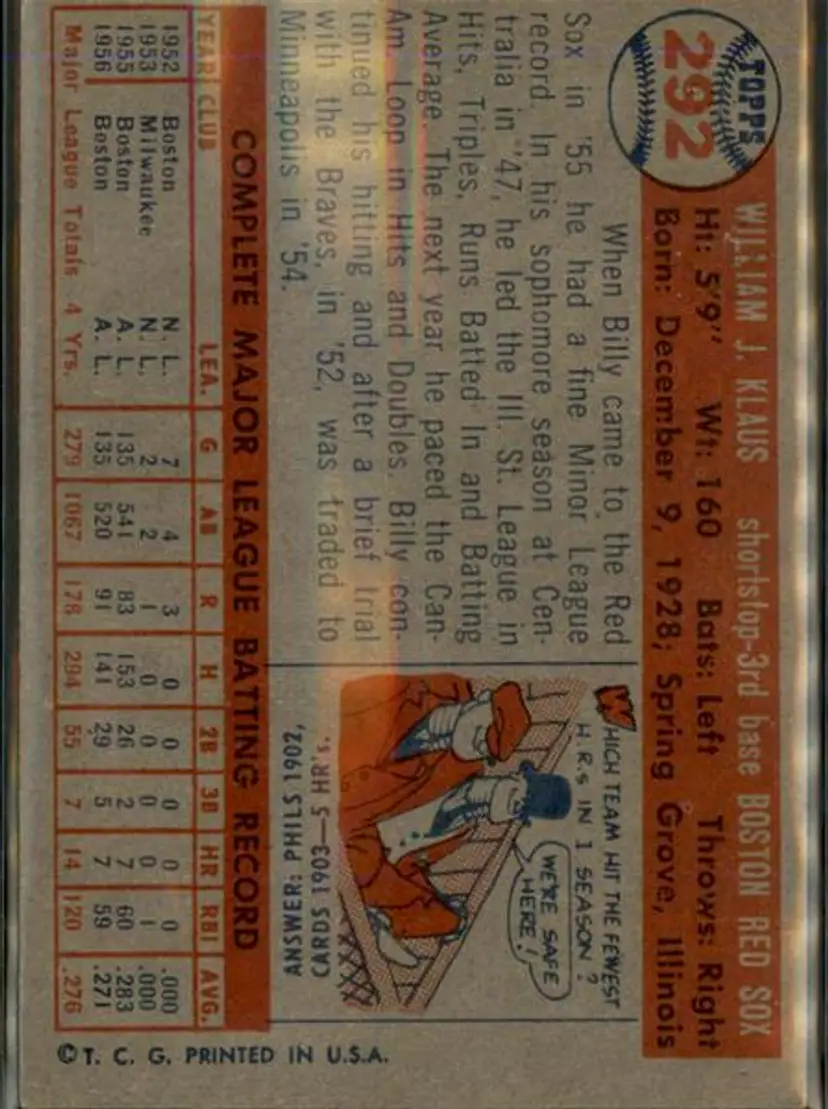 TOPPS
292
WILLIAM J. KLAUS shortstop-3rd base BOSTON RED SOX
Ht: 5'9" Wt: 160 Bats: Left Throws: Right
Born: December 9, 1928; Spring Grove, Illinois
When Billy came to the Red
Sox in '55 he had a fine Minor League
record. In his sophomore season at Cen-
tralia in '47, he led the Ill. St. League in
Hits, Triples, Runs Batted In and Batting
Average. The next year he paced the Can-
Am. Loop in Hits and Doubles. Billy con-
tinued his hitting and after a brief trial
with the Braves, in '52, was traded to
Minneapolis in '54.
WHICH TEAM HIT THE FEWEST
H.R.s IN 1 SEASON?
WE'RE SAFE
HERE!
ANSWER: PHILS 1902,
CARDS 1903—5 HR's.
COMPLETE MAJOR LEAGUE BATTING RECORD
YEAR CLUB LEA. G AB R H 2B 3B HR RBI AVG.
1952 Boston N. L. 7 4 3 0 0 0 0 0 .000
1953 Milwaukee N. L. 2 2 1 0 0 0 0 1 .000
1955 Boston A. L. 135 541 83 153 26 2 7 60 .283
1956 Boston A. L. 135 520 91 141 29 5 7 59 .271
Major League Totals 4 Yrs. 279 1067 178 294 55 7 14 120 .276
© T. C. G. PRINTED IN U.S.A.